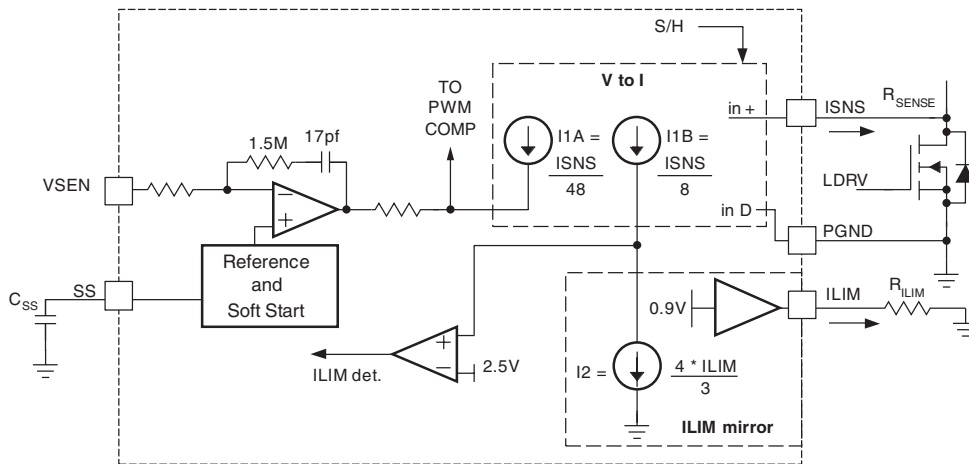 S/H
V to I
TO
PWM
COMP
in +
ISNS
R_SENSE
1.5M
17pf
I1A =
ISNS
48
I1B =
ISNS
8
VSEN
−
+
LDRV
in D
PGND
Reference
and
Soft Start
C_SS
SS
0.9V
ILIM
R_ILIM
+
−
2.5V
ILIM det.
I2 =
4 * ILIM
3
ILIM mirror